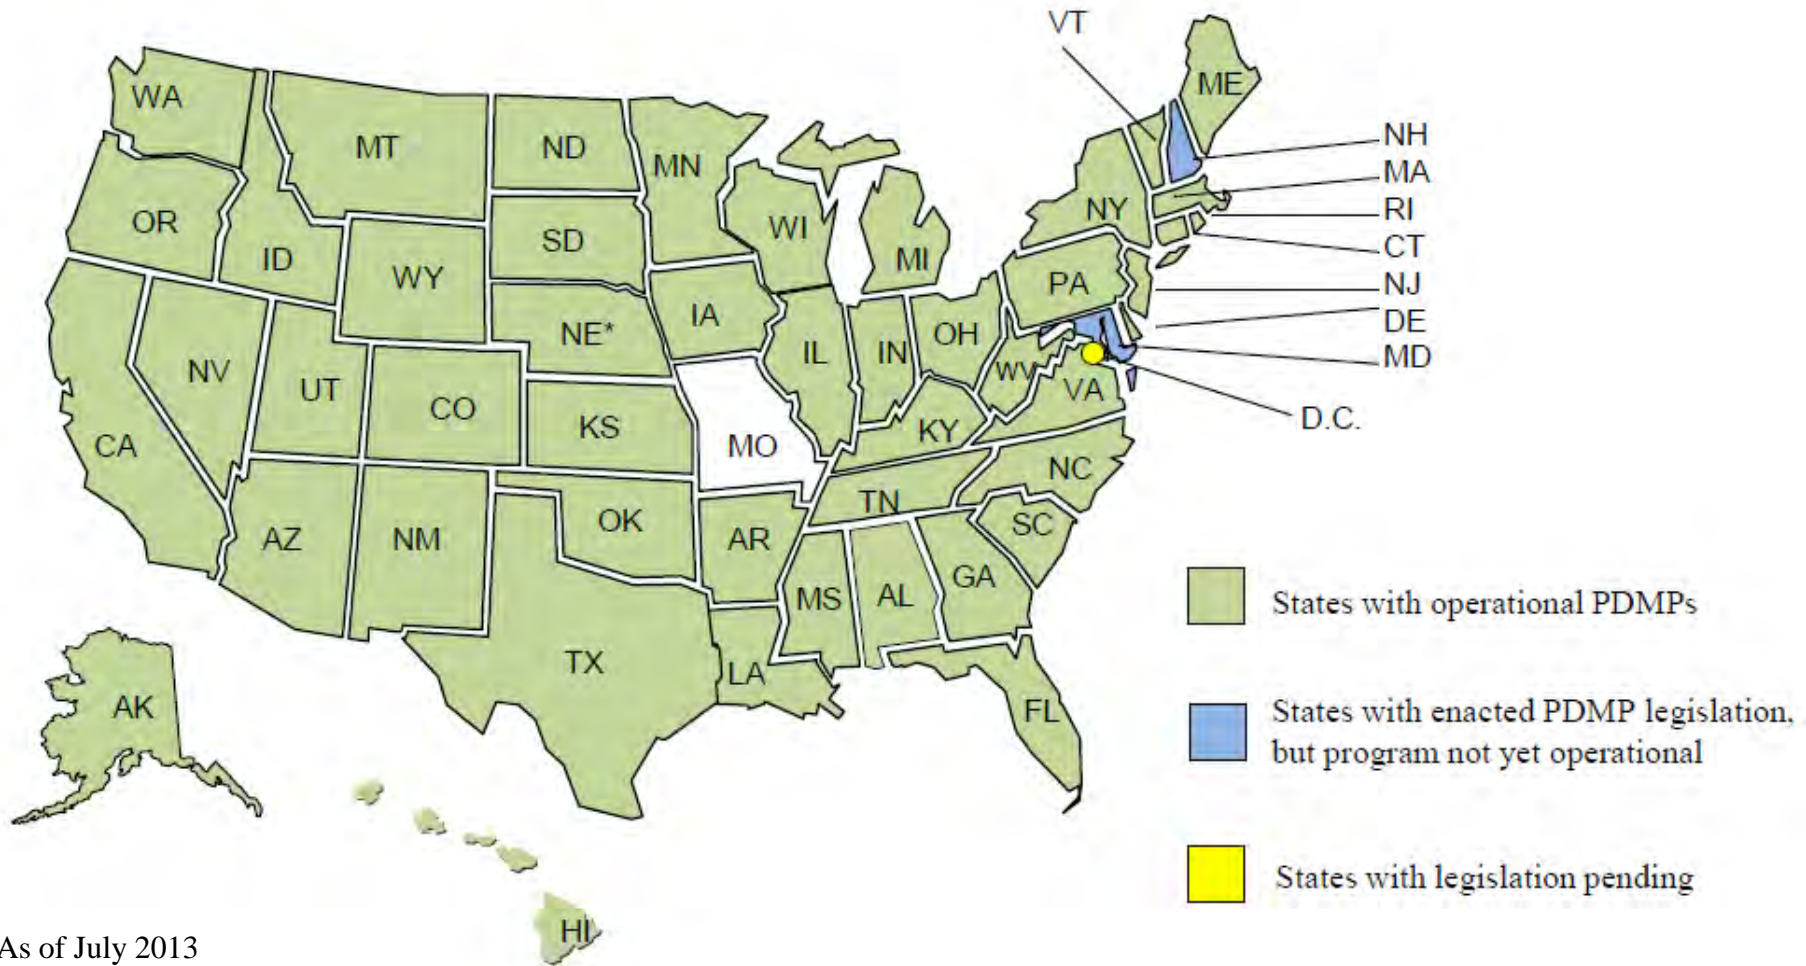 VT
ME
WA
NH
MT
ND
MN
MA
NY
RI
OR
WI
SD
CT
ID
MI
WY
PA
NJ
IA
NE*
OH
DE
IL
IN
MD
NV
WV
UT
VA
CO
KS
KY
D.C.
CA
MO
NC
TN
OK
SC
AZ
NM
AR
GA
MS
AL
States with operational PDMPs
TX
LA
AK
FL
States with enacted PDMP legislation,
but program not yet operational
States with legislation pending
HI
As of July 2013